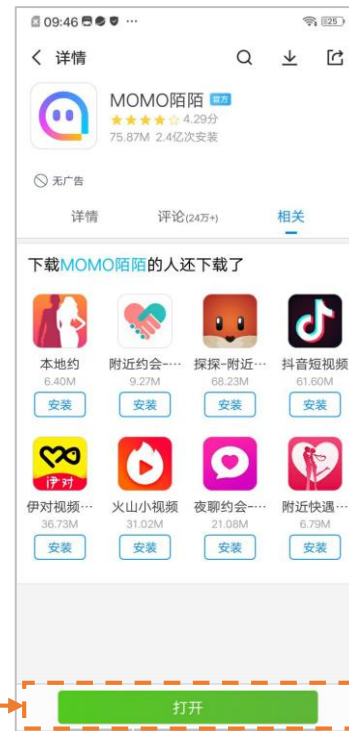 09:46 ··· 25
详情
MOMO陌陌 官方
4.29分
75.87M 2.4亿次安装
无广告
详情 评论(24万+) 相关
下载MOMO陌陌的人还下载了
本地约 附近约会-··· 探探-附近··· 抖音短视频
6.40M 9.27M 68.23M 61.60M
安装 安装 安装 安装
伊对
伊对视频··· 火山小视频 夜聊约会-··· 附近快遇···
36.73M 31.02M 21.08M 6.79M
安装 安装 安装 安装
打开